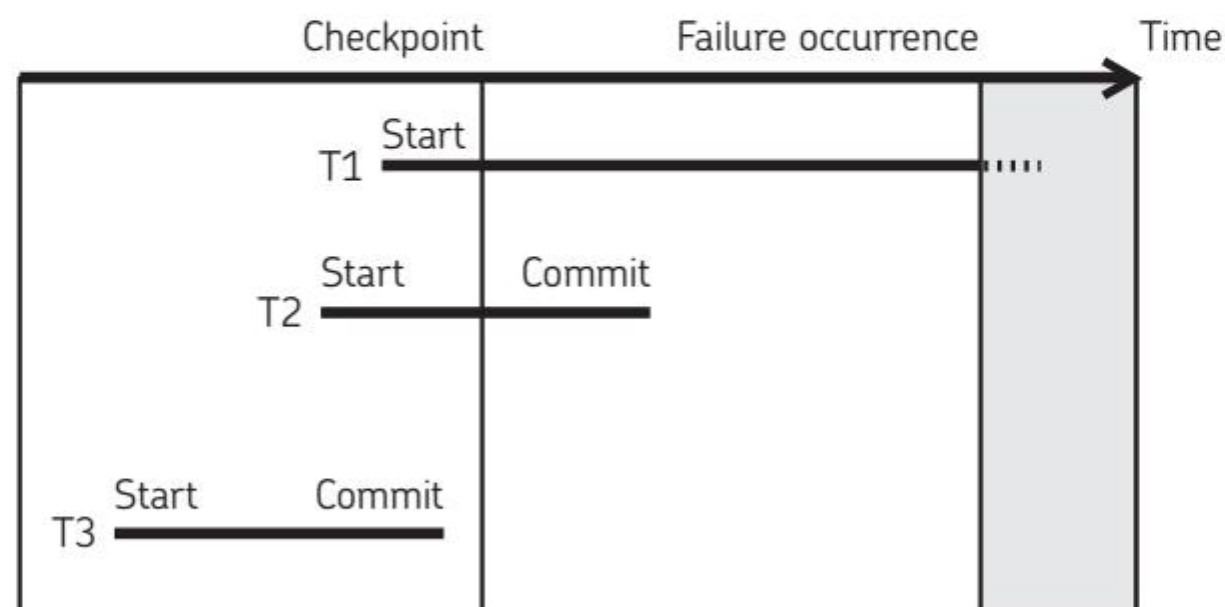 Checkpoint Failure occurrence Time
Start
T1
Start Commit
T2
Start Commit
T3